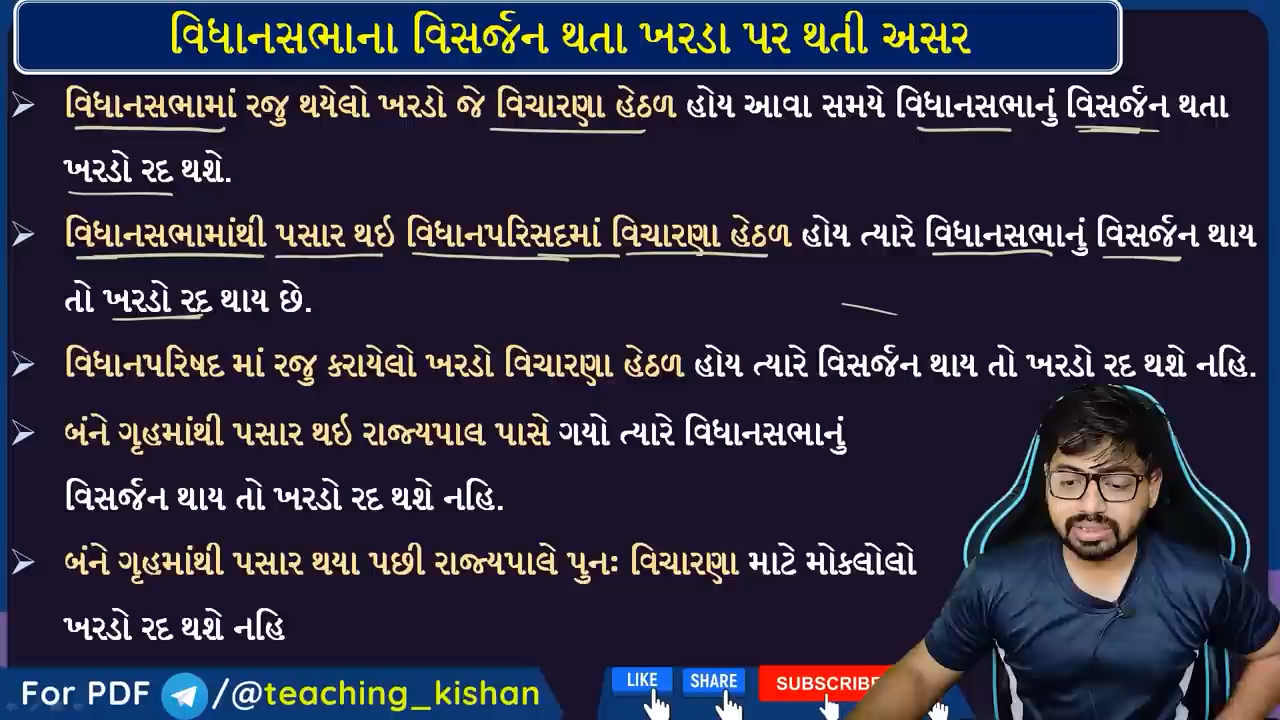 વિધાનસભાના વિસર્જન થતા ખરડા પર થતી અસર
➢ વિધાનસભામાં રજુ થયેલો ખરડો જે વિચારણા હેઠળ હોય આવા સમયે વિધાનસભાનું વિસર્જન થતા
ખરડો રદ થશે.
➢ વિધાનસભામાંથી પસાર થઇ વિધાનપરિસદમાં વિચારણા હેઠળ હોય ત્યારે વિધાનસભાનું વિસર્જન થાય
તો ખરડો રદ થાય છે.
➢ વિધાનપરિષદ માં રજુ કરાયેલો ખરડો વિચારણા હેઠળ હોય ત્યારે વિસર્જન થાય તો ખરડો રદ થશે નહિ.
➢ બંને ગૃહમાંથી પસાર થઇ રાજ્યપાલ પાસે ગયો ત્યારે વિધાનસભાનું
વિસર્જન થાય તો ખરડો રદ થશે નહિ.
➢ બંને ગૃહમાંથી પસાર થયા પછી રાજ્યપાલે પુનઃ વિચારણા માટે મોકલોલો
ખરડો રદ થશે નહિ
For PDF /@teaching_kishan LIKE SHARE SUBSCRIBE